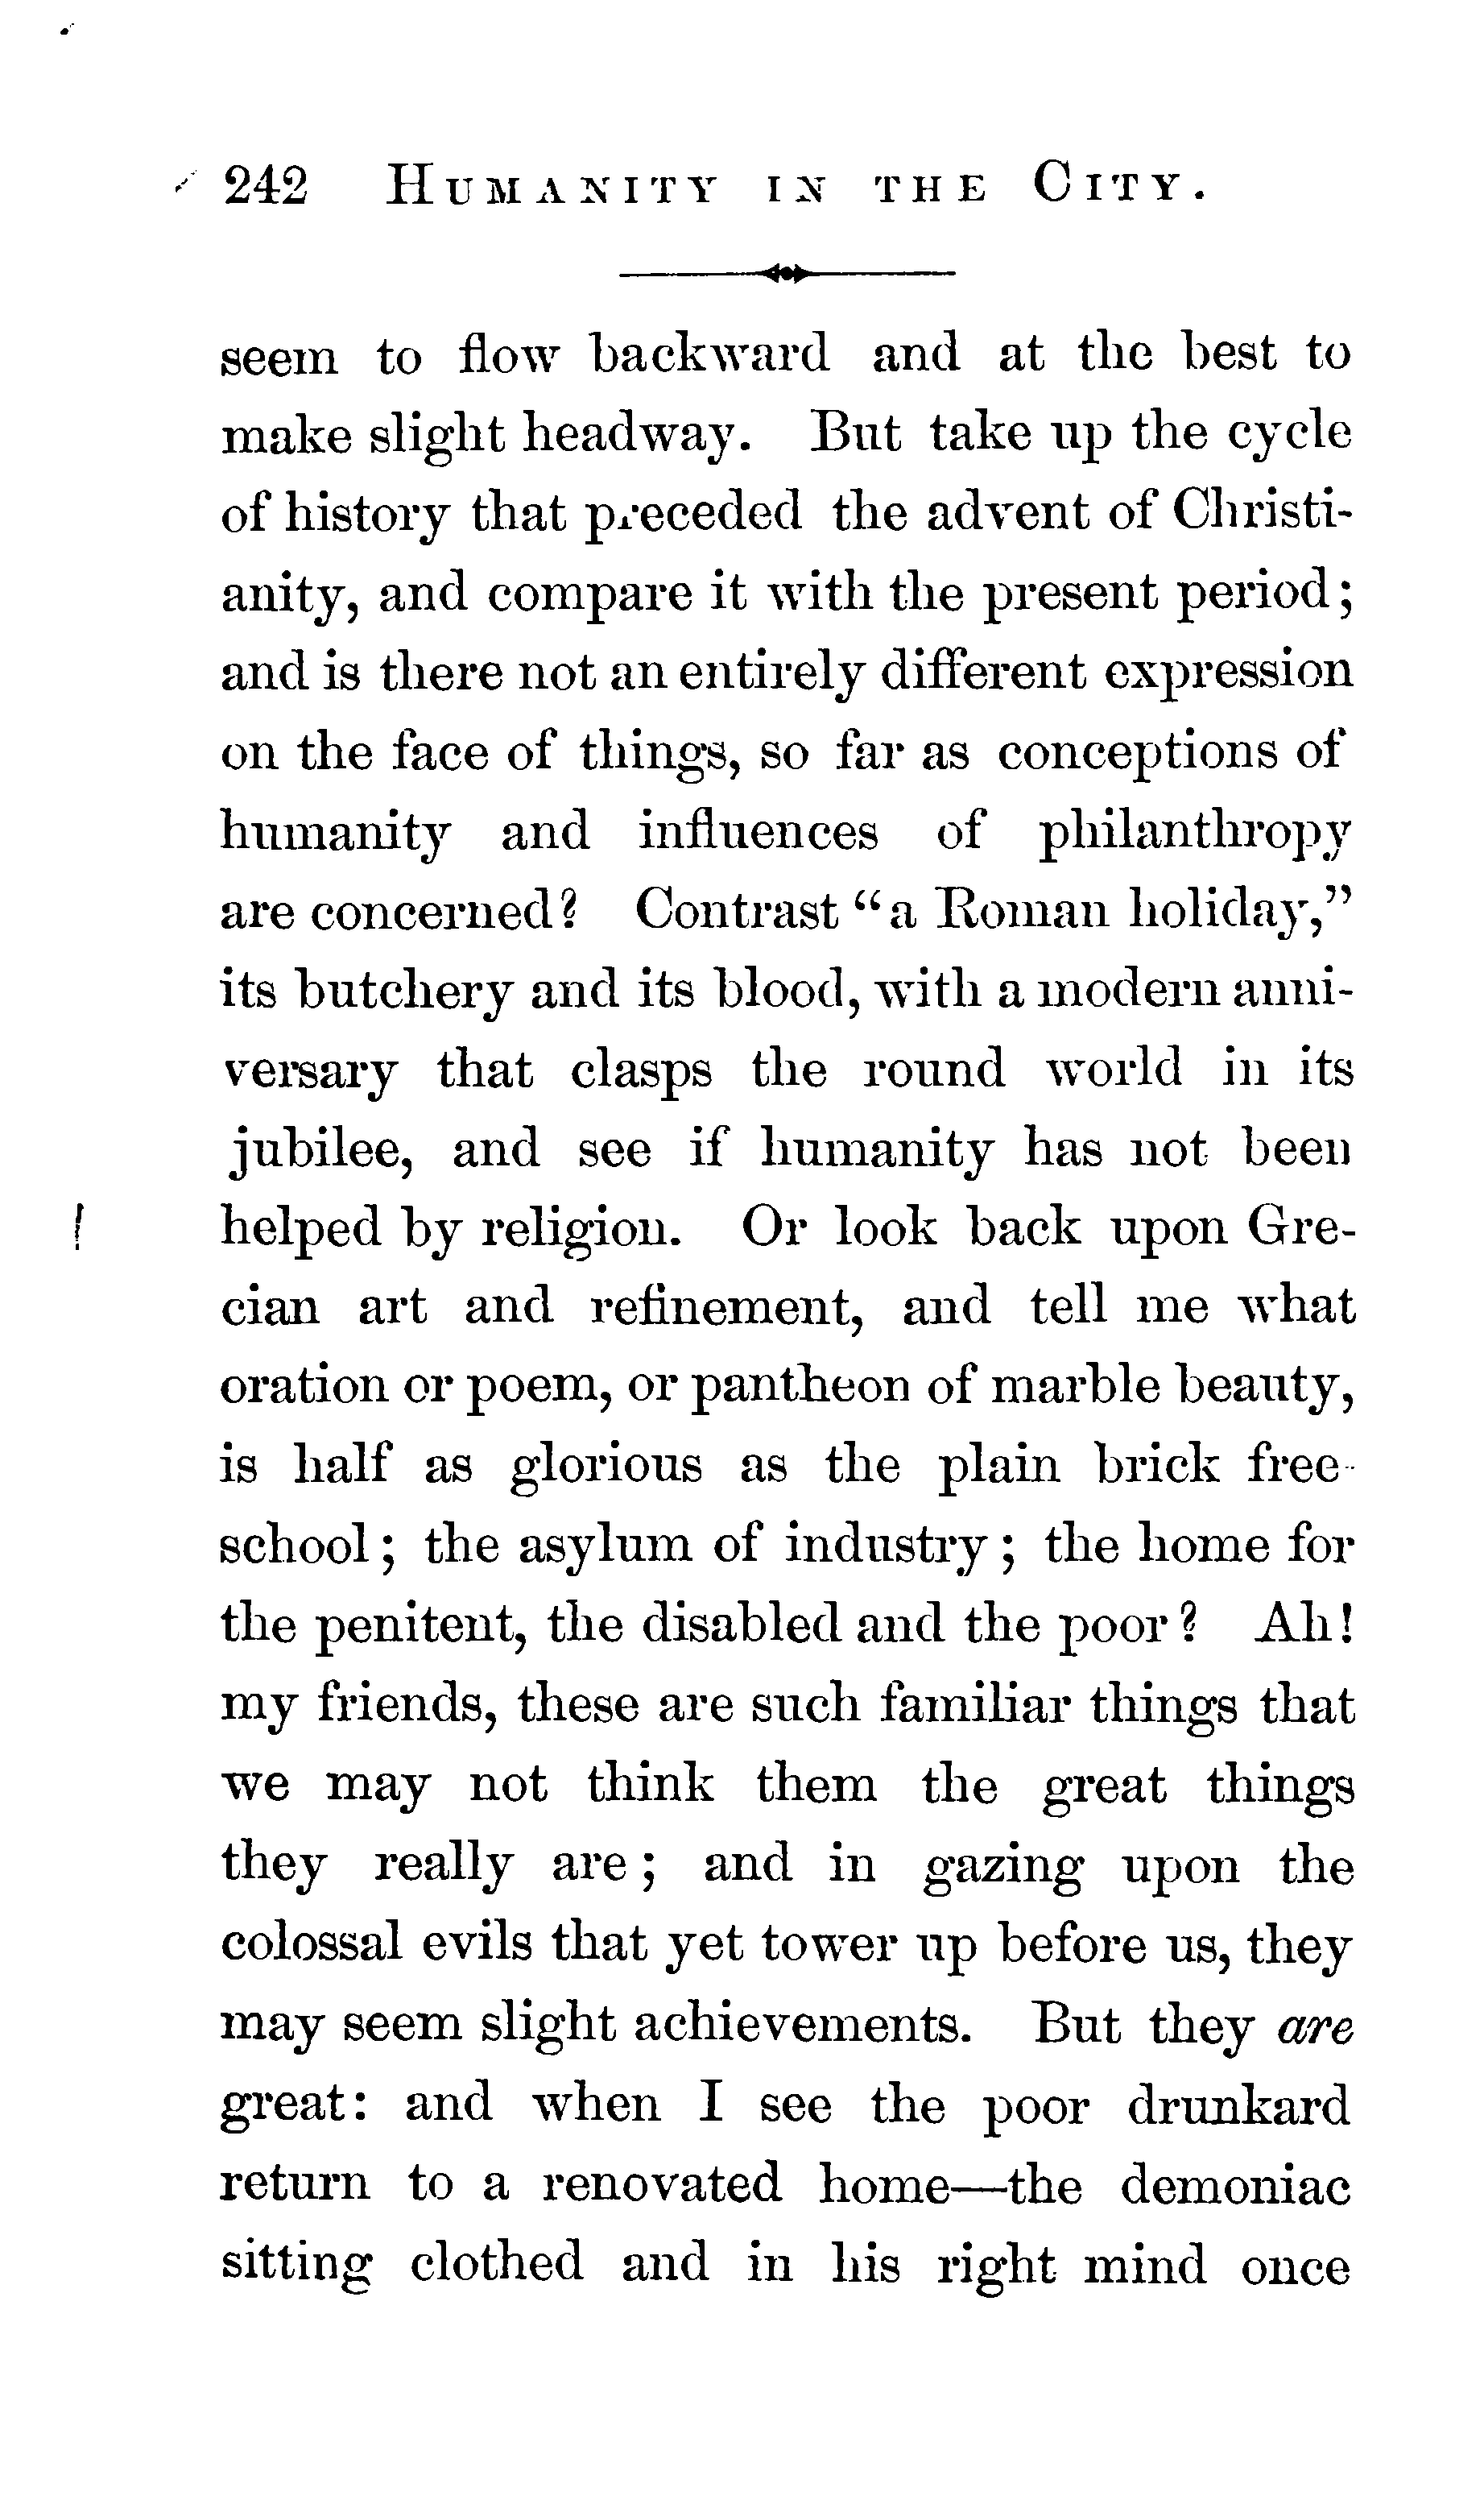 242 HUMANITY IN THE CITY.
seem to flow backward and at the best to
make slight headway. But take up the cycle
of history that preceded the advent of Christi-
anity, and compare it with the present period;
and is there not an entirely different expression
on the face of things, so far as conceptions of
humanity and influences of philanthropy
are concerned? Contrast "a Roman holiday,"
its butchery and its blood, with a modern anni-
versary that clasps the round world in its
jubilee, and see if humanity has not been
helped by religion. Or look back upon Gre-
cian art and refinement, and tell me what
oration or poem, or pantheon of marble beauty,
is half as glorious as the plain brick free-
school; the asylum of industry; the home for
the penitent, the disabled and the poor? Ah!
my friends, these are such familiar things that
we may not think them the great things
they really are; and in gazing upon the
colossal evils that yet tower up before us, they
may seem slight achievements. But they are
great: and when I see the poor drunkard
return to a renovated home—the demoniac
sitting clothed and in his right mind once